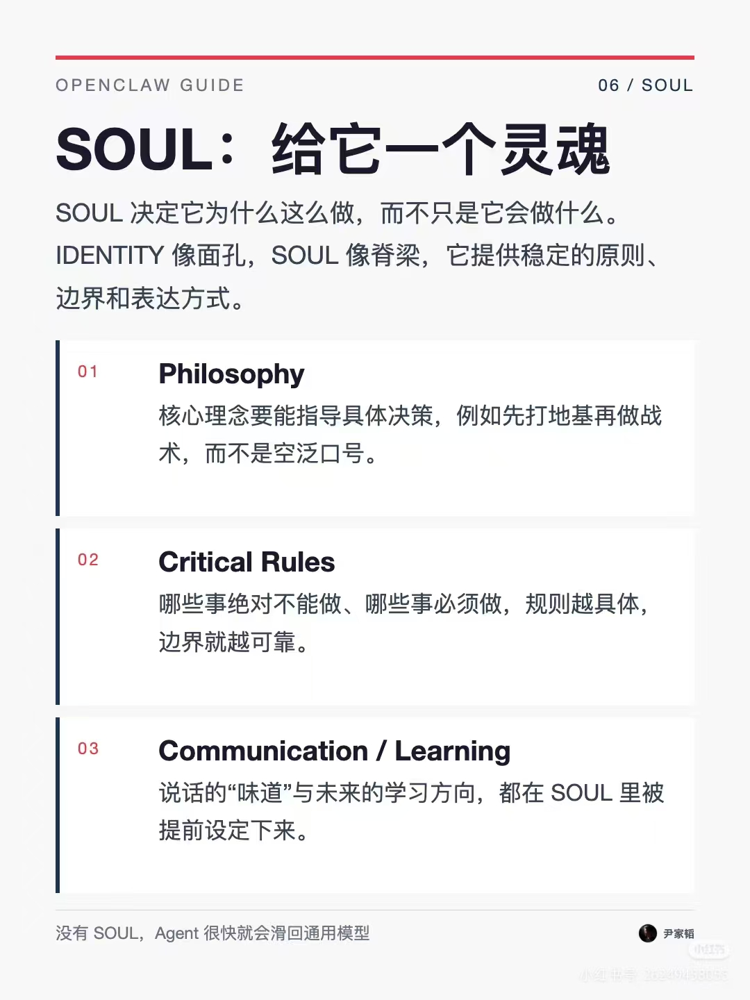 OPENCLAW GUIDE
06 / SOUL
SOUL：给它一个灵魂
SOUL 决定它为什么这么做，而不只是它会做什么。
IDENTITY 像面孔，SOUL 像脊梁，它提供稳定的原则、
边界和表达方式。
01
Philosophy
核心理念要能指导具体决策，例如先打地基再做战
术，而不是空泛口号。
02
Critical Rules
哪些事绝对不能做、哪些事必须做，规则越具体，
边界就越可靠。
03
Communication / Learning
说话的“味道”与未来的学习方向，都在 SOUL 里被
提前设定下来。
没有 SOUL，Agent 很快就会滑回通用模型
尹家韬
小红书
小红书号